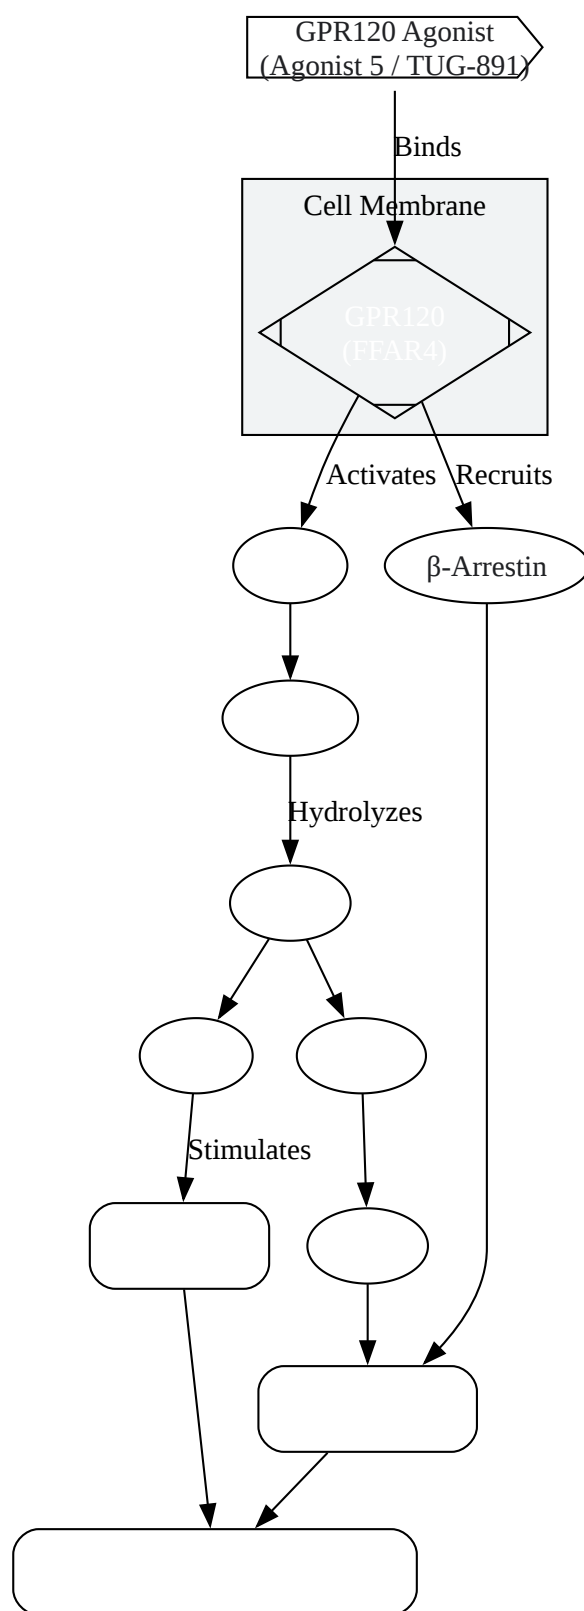 GPR120 Agonist
(Agonist 5 / TUG-891)
Binds
Cell Membrane
GPR120
(FFAR4)
Activates
Recruits
β-Arrestin
Hydrolyzes
Stimulates